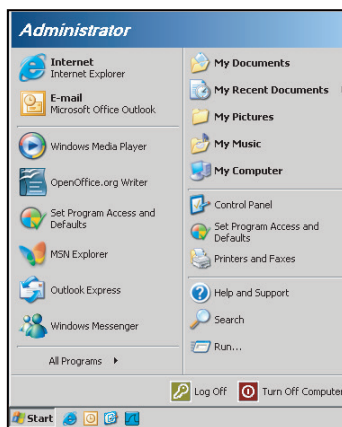 Administrator
Internet
Internet Explorer
E-mail
Microsoft Office Outlook
Windows Media Player
OpenOffice.org Writer
Set Program Access and
Defaults
MSN Explorer
Outlook Express
Windows Messenger
All Programs
My Documents
My Recent Documents
My Pictures
My Music
My Computer
Control Panel
Set Program Access and
Defaults
Printers and Faxes
Help and Support
Search
Run...
Log Off
Turn Off Computer
Start